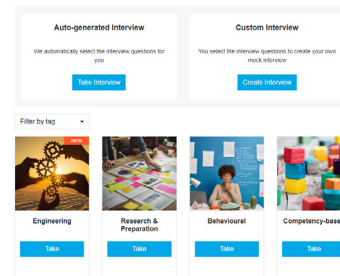 Auto-generated Interview
We automatically select the interview questions for
you
Take Interview
Custom Interview
You select the interview questions to create your own
mock interview
Create Interview
Filter by tag
NEW
Engineering
Take
Research &
Preparation
Take
Behavioural
Take
Competency-base
Take